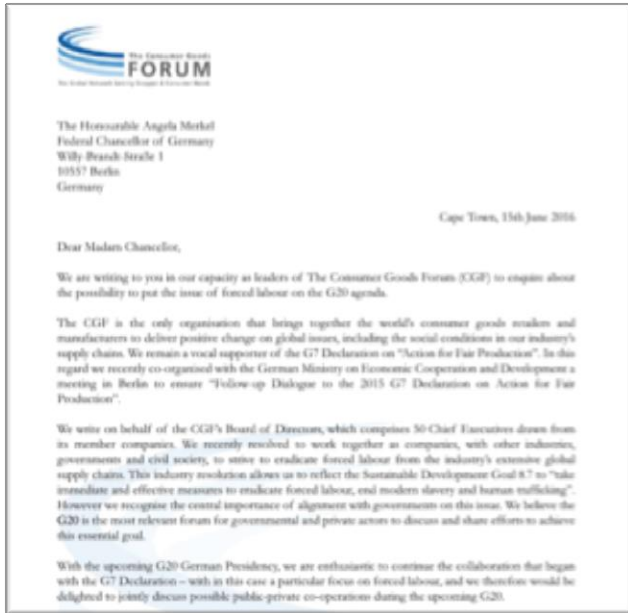 The Consumer Goods
FORUM
The Honourable Angela Merkel
Federal Chancellor of Germany
Willy-Brandt-Straße 1
10557 Berlin
Germany
Cape Town, 15th June 2016
Dear Madam Chancellor,
We are writing to you in our capacity as leaders of The Consumer Goods Forum (CGF) to enquire about
the possibility to put the issue of forced labour on the G20 agenda.
The CGF is the only organisation that brings together the world's consumer goods retailers and
manufacturers to deliver positive change on global issues, including the social conditions in our industry's
supply chains. We remain a vocal supporter of the G7 Declaration on "Action for Fair Production". In this
regard we recently co-organised with the German Ministry on Economic Cooperation and Development a
meeting in Berlin to ensure "Follow-up Dialogue to the 2015 G7 Declaration on Action for Fair
Production".
We write on behalf of the CGF's Board of Directors, which comprises 50 Chief Executives drawn from
its member companies. We recently resolved to work together as companies, with other industries,
governments and civil society, to strive to eradicate forced labour from the industry's extensive global
supply chains. This industry resolution allows us to reflect the Sustainable Development Goal 8.7 to "take
immediate and effective measures to eradicate forced labour, end modern slavery and human trafficking".
However we recognise the central importance of alignment with governments on this issue. We believe the
G20 is the most relevant forum for governmental and private actors to discuss and share efforts to achieve
this essential goal.
With the upcoming G20 German Presidency, we are enthusiastic to continue the collaboration that began
with the G7 Declaration – with in this case a particular focus on forced labour, and we therefore would be
delighted to jointly discuss possible public-private co-operations during the upcoming G20.